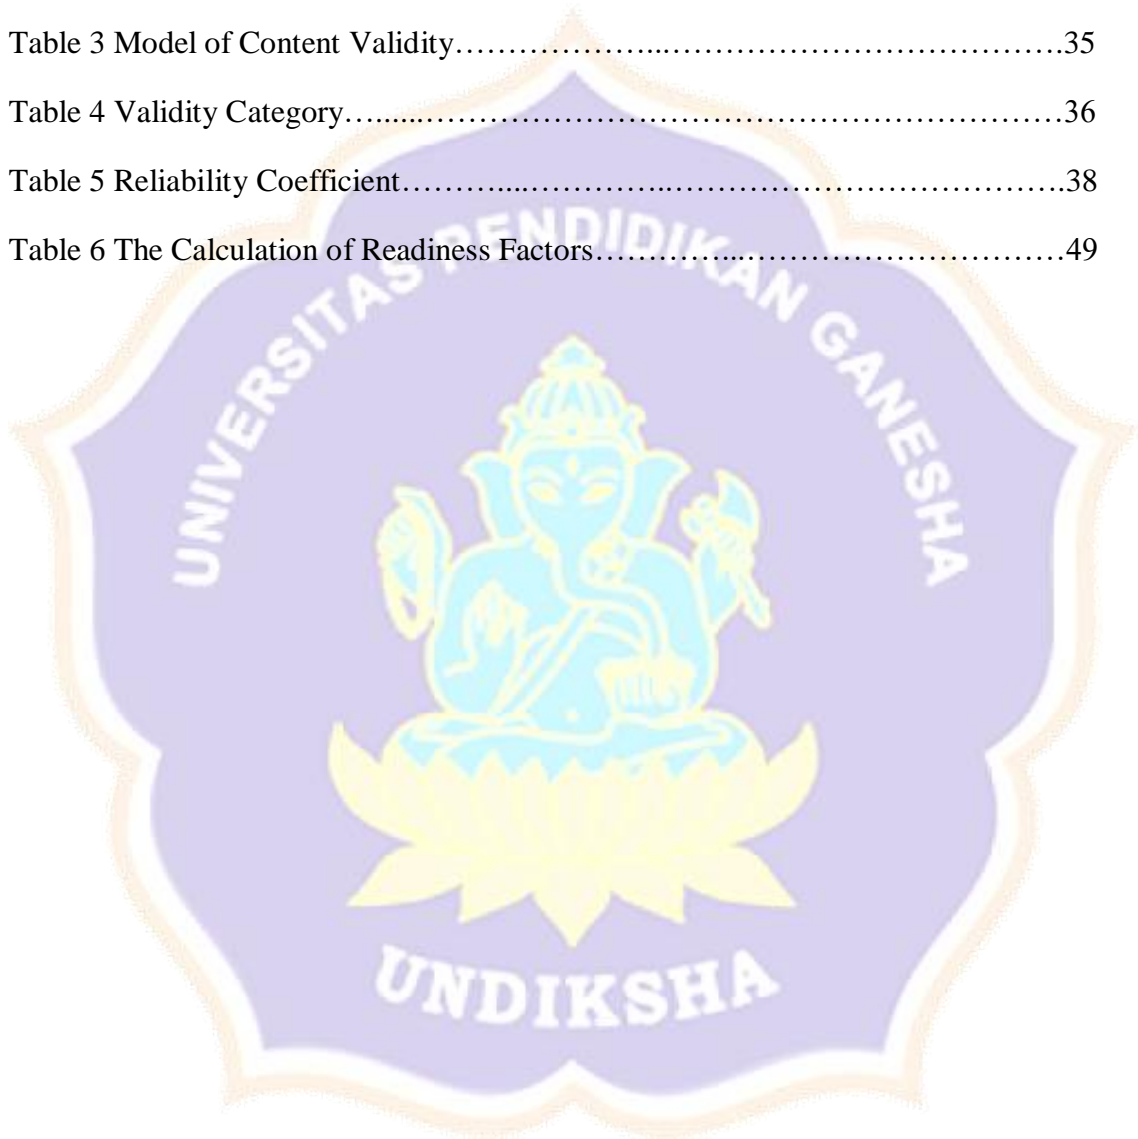 Table 3 Model of Content Validity………………...……………………………….35
Table 4 Validity Category…......……………………………………………………36
Table 5 Reliability Coefficient………....…………..……………………………….38
Table 6 The Calculation of Readiness Factors…………..…………………………49
UNIVERSITAS PENDIDIKAN GANESHA
UNDIKSHA